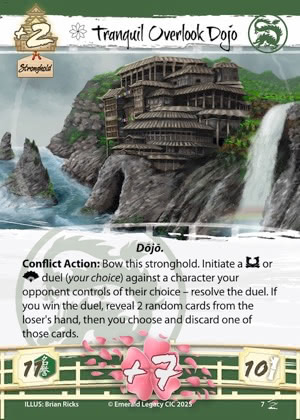 +2
Tranquil Overlook Dojo
Stronghold
Dōjō.
Conflict Action: Bow this stronghold. Initiate a or
duel (your choice) against a character your
opponent controls of their choice – resolve the duel. If
you win the duel, reveal 2 random cards from the
loser's hand, then you choose and discard one of
those cards.
11
+7
10
ILLUS: Brian Ricks
© Emerald Legacy CIC 2025
7